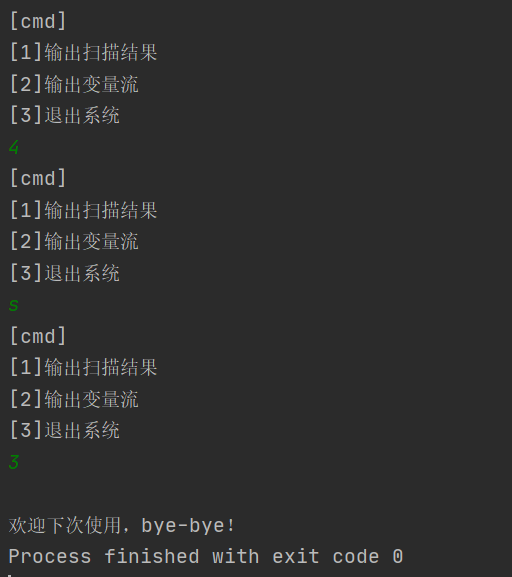 [cmd]
[1]输出扫描结果
[2]输出变量流
[3]退出系统
4
[cmd]
[1]输出扫描结果
[2]输出变量流
[3]退出系统
s
[cmd]
[1]输出扫描结果
[2]输出变量流
[3]退出系统
3
欢迎下次使用，bye-bye!
Process finished with exit code 0